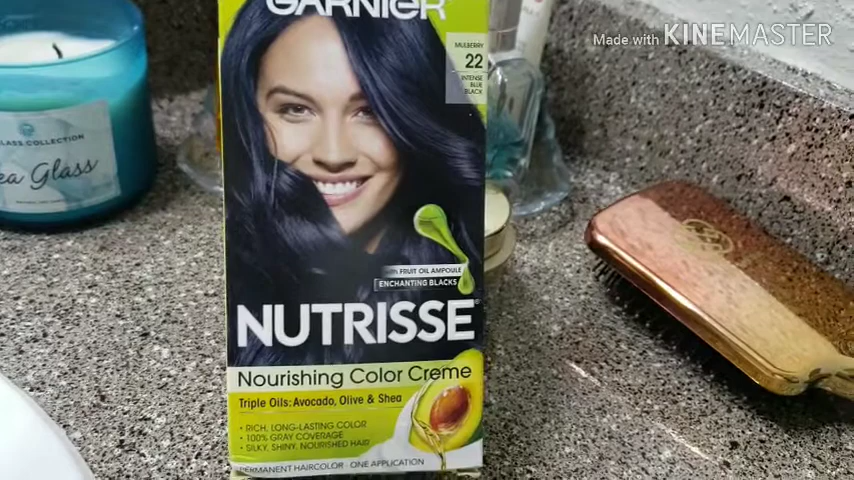 GARNIER
MULBERRY
22
INTENSE
BLUE
BLACK
Made with KINEMASTER
GLASS COLLECTION
Sea Glass
with FRUIT OIL AMPOULE
ENCHANTING BLACKS
NUTRISSE®
Nourishing Color Creme
Triple Oils: Avocado, Olive & Shea
• RICH, LONG-LASTING COLOR
• 100% GRAY COVERAGE
• SILKY, SHINY, NOURISHED HAIR
PERMANENT HAIRCOLOR · ONE APPLICATION